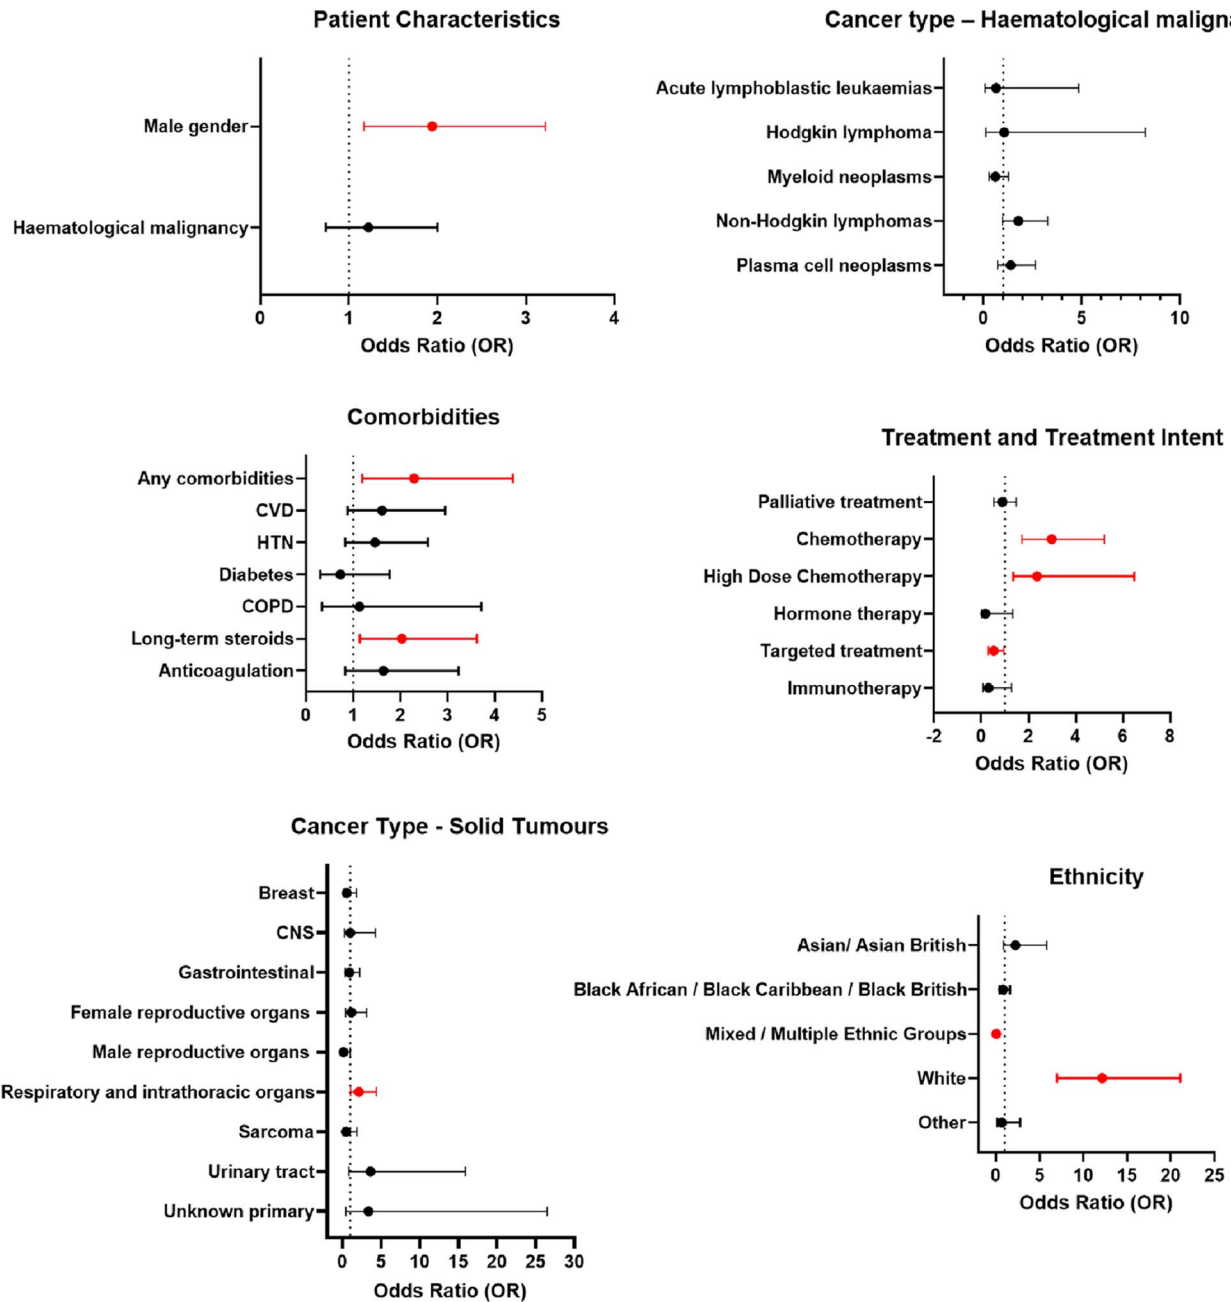 Patient Characteristics
Male gender
Haematological malignancy
0 1 2 3 4
Odds Ratio (OR)
Cancer type – Haematological maligna
Acute lymphoblastic leukaemias
Hodgkin lymphoma
Myeloid neoplasms
Non-Hodgkin lymphomas
Plasma cell neoplasms
0 5 10
Odds Ratio (OR)
Comorbidities
Any comorbidities
CVD
HTN
Diabetes
COPD
Long-term steroids
Anticoagulation
0 1 2 3 4 5
Odds Ratio (OR)
Treatment and Treatment Intent
Palliative treatment
Chemotherapy
High Dose Chemotherapy
Hormone therapy
Targeted treatment
Immunotherapy
-2 0 2 4 6 8
Odds Ratio (OR)
Cancer Type - Solid Tumours
Breast
CNS
Gastrointestinal
Female reproductive organs
Male reproductive organs
Respiratory and intrathoracic organs
Sarcoma
Urinary tract
Unknown primary
0 5 10 15 20 25 30
Odds Ratio (OR)
Ethnicity
Asian/ Asian British
Black African / Black Caribbean / Black British
Mixed / Multiple Ethnic Groups
White
Other
0 5 10 15 20 25
Odds Ratio (OR)